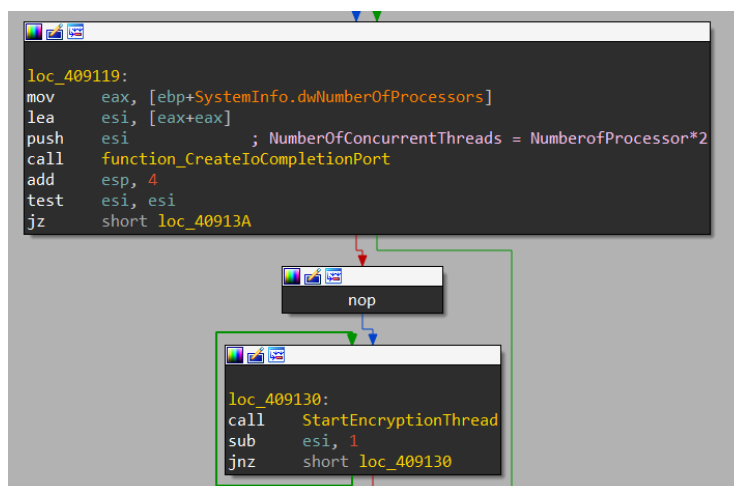 loc_409119:
mov eax, [ebp+SystemInfo.dwNumberOfProcessors]
lea esi, [eax+eax]
push esi ; NumberOfConcurrentThreads = NumberofProcessor*2
call function_CreateIoCompletionPort
add esp, 4
test esi, esi
jz short loc_40913A
nop
loc_409130:
call StartEncryptionThread
sub esi, 1
jnz short loc_409130